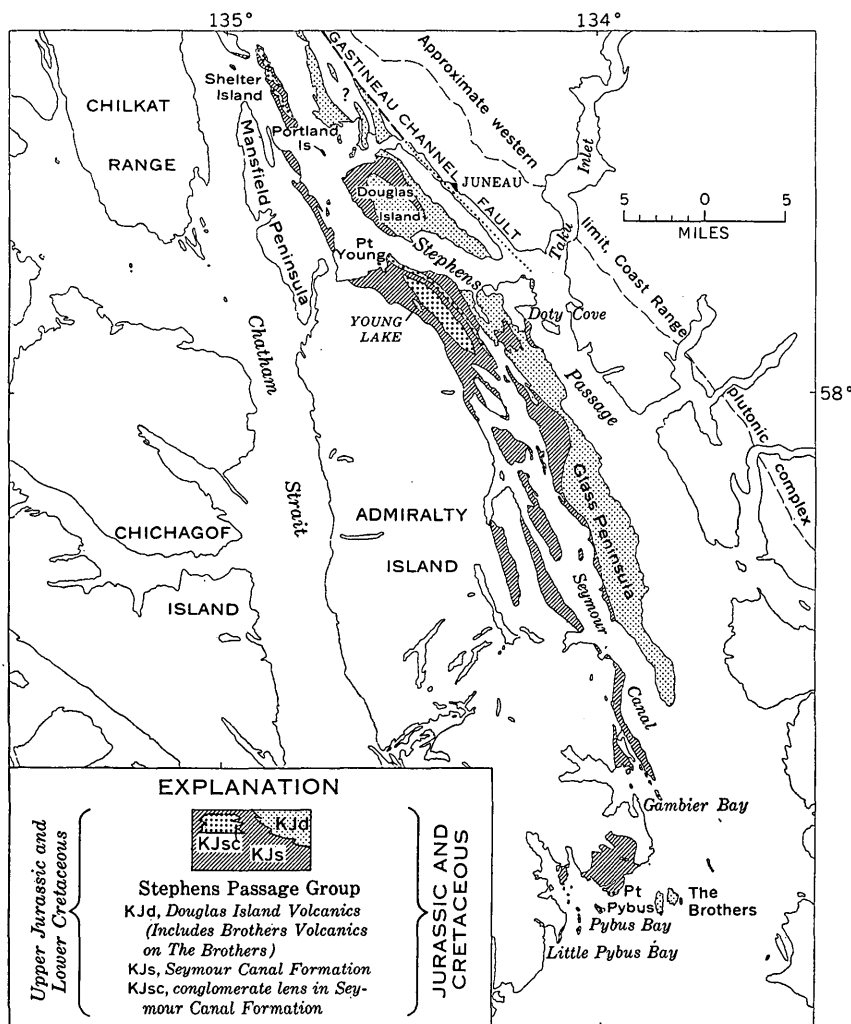 135°
134°
GASTINEAU CHANNEL FAULT
Approximate western
limit, Coast Range
plutonic
complex
Shelter
Island
CHILKAT
RANGE
?
Portland
Is
Mansfield Peninsula
Inlet
Taku
JUNEAU
5 0 5
MILES
Douglas
Island
Pt
Young
Stephens
Passage
YOUNG
LAKE
Doty Cove
58°
Chatham
Strait
Glass Peninsula
ADMIRALTY
ISLAND
CHICHAGOF
ISLAND
Seymour
Canal
Gambier Bay
Pt
Pybus
The
Brothers
Pybus Bay
Little Pybus Bay
EXPLANATION
KJsc
KJs
KJd
Stephens Passage Group
KJd, Douglas Island Volcanics
(Includes Brothers Volcanics
on The Brothers)
KJs, Seymour Canal Formation
KJsc, conglomerate lens in Sey-
mour Canal Formation
Upper Jurassic and
Lower Cretaceous
JURASSIC AND
CRETACEOUS